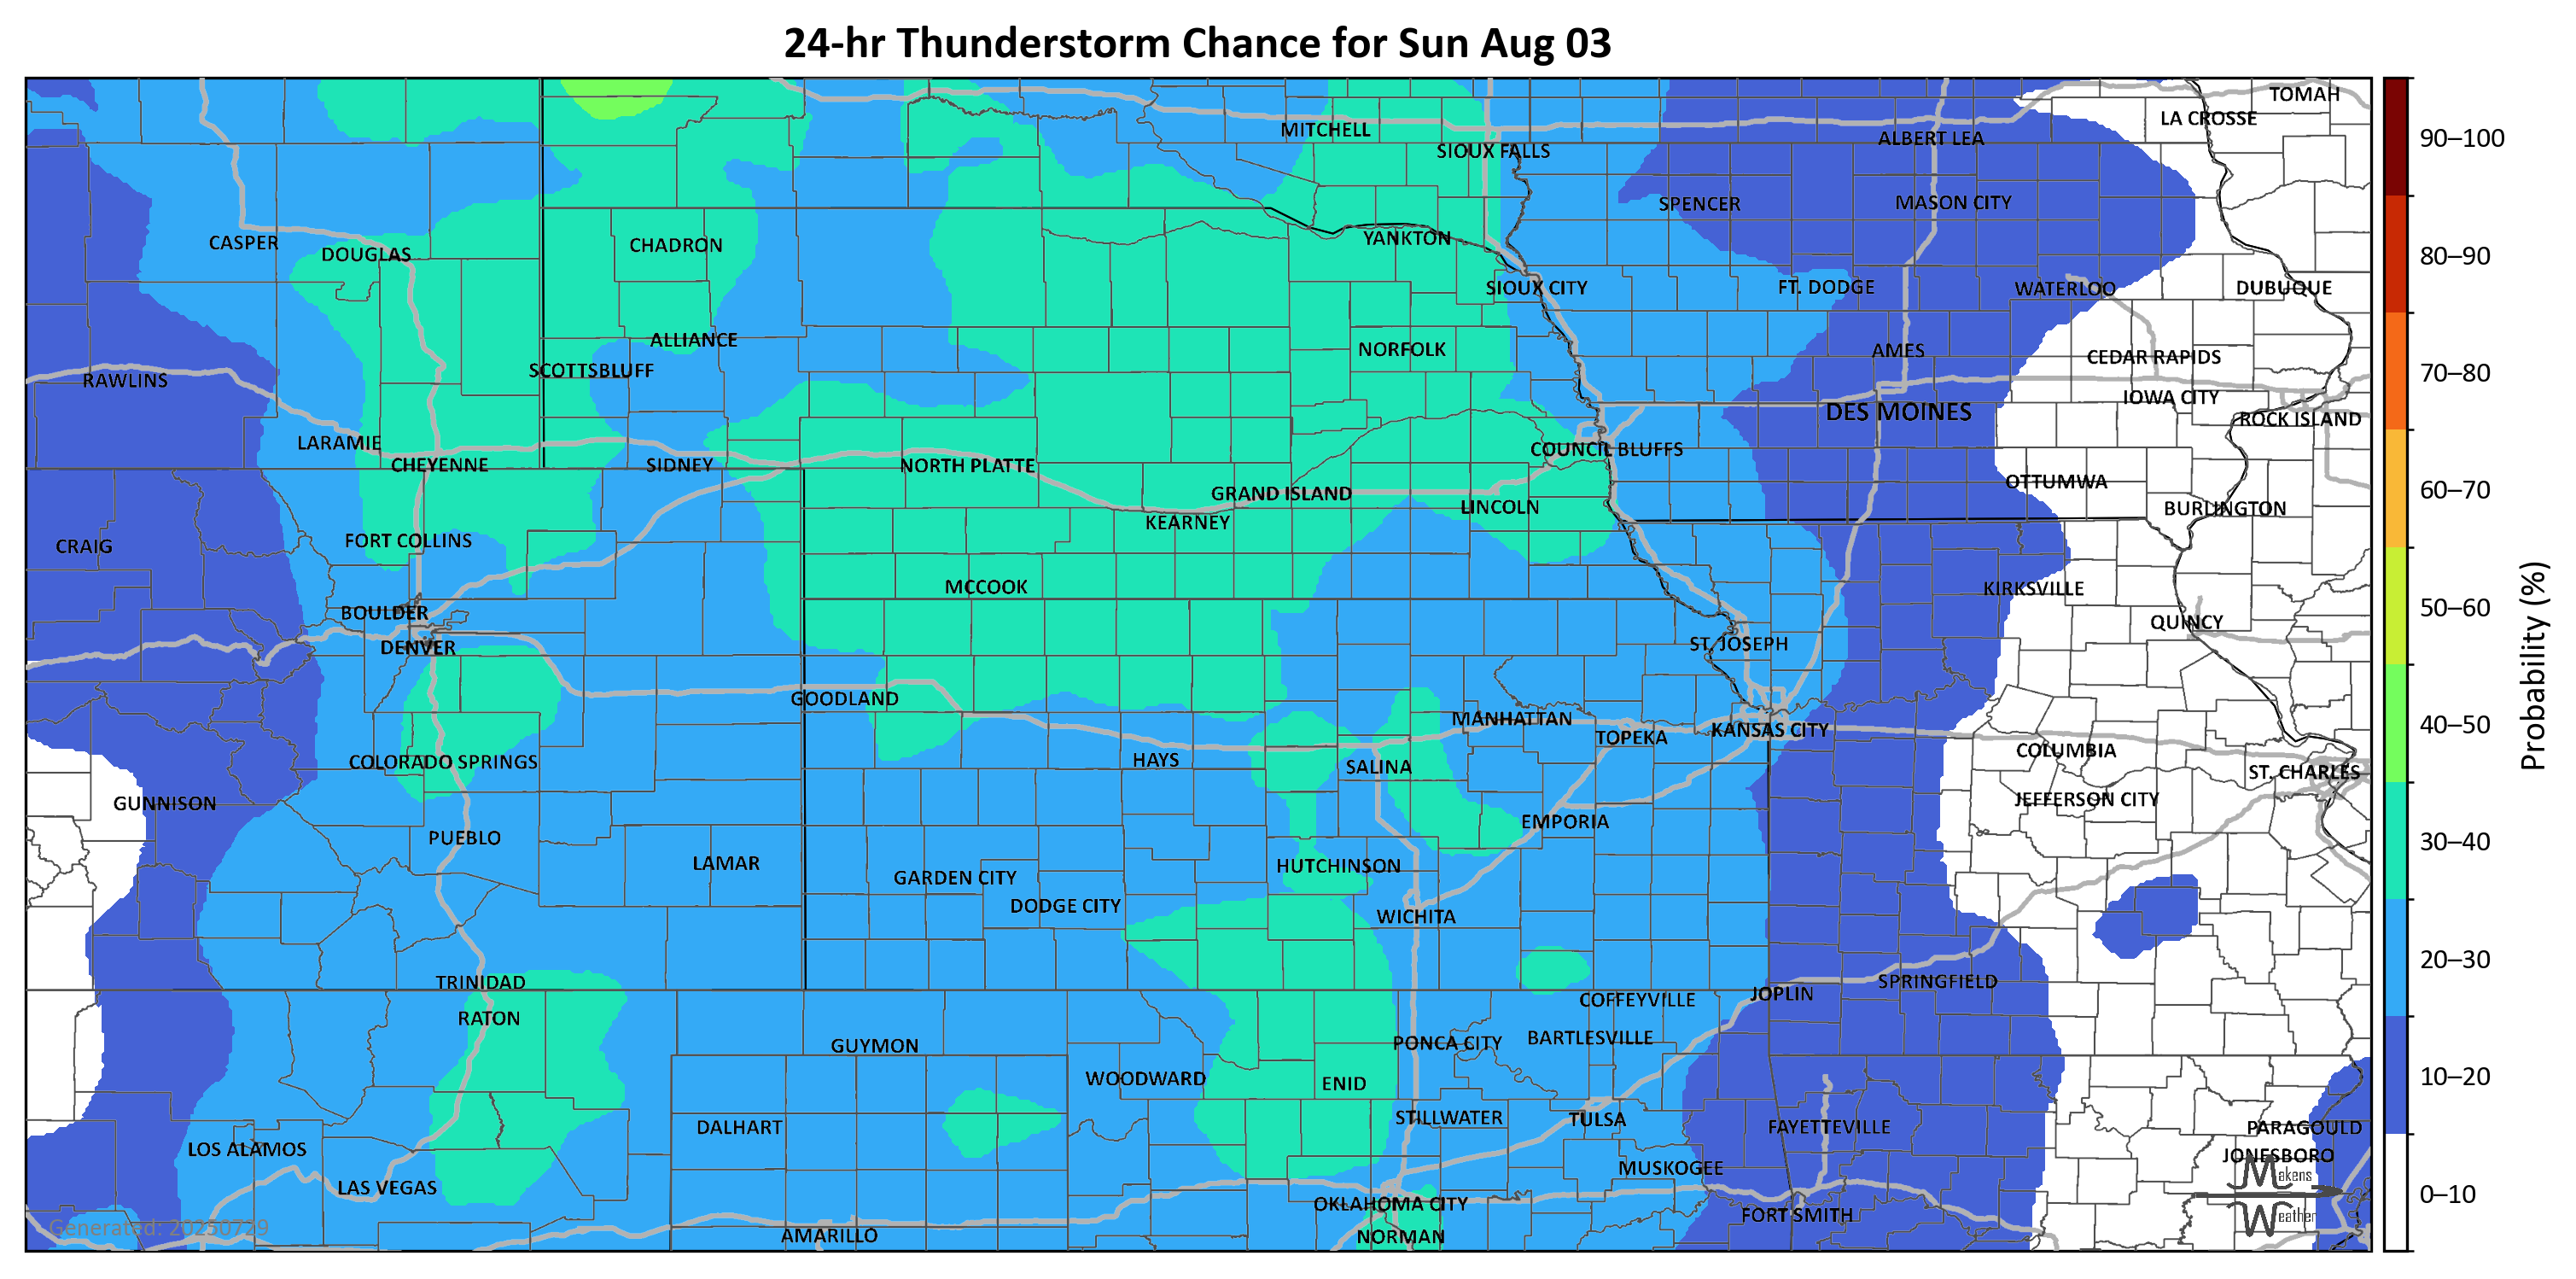 24-hr Thunderstorm Chance for Sun Aug 03
TOMAH
LA CROSSE
MITCHELL
ALBERT LEA
90–100
SIOUX FALLS
SPENCER
MASON CITY
CASPER
DOUGLAS
CHADRON
YANKTON
80–90
SIOUX CITY
FT. DODGE
WATERLOO
DUBUQUE
ALLIANCE
NORFOLK
AMES
CEDAR RAPIDS
RAWLINS
SCOTTSBLUFF
70–80
IOWA CITY
DES MOINES
ROCK ISLAND
LARAMIE
COUNCIL BLUFFS
CHEYENNE
SIDNEY
NORTH PLATTE
OTTUMWA
GRAND ISLAND
60–70
LINCOLN
BURLINGTON
KEARNEY
CRAIG
FORT COLLINS
MCCOOK
KIRKSVILLE
50–60
BOULDER
QUINCY
DENVER
ST. JOSEPH
GOODLAND
MANHATTAN
KANSAS CITY
TOPEKA
40–50
COLUMBIA
COLORADO SPRINGS
HAYS
SALINA
ST. CHARLES
Probability (%)
GUNNISON
JEFFERSON CITY
PUEBLO
EMPORIA
30–40
LAMAR
HUTCHINSON
GARDEN CITY
DODGE CITY
WICHITA
20–30
TRINIDAD
SPRINGFIELD
JOPLIN
COFFEYVILLE
RATON
GUYMON
PONCA CITY
BARTLESVILLE
WOODWARD
ENID
10–20
DALHART
STILLWATER
TULSA
FAYETTEVILLE
PARAGOULD
LOS ALAMOS
JONESBORO
MUSKOGEE
Makens
LAS VEGAS
0–10
OKLAHOMA CITY
FORT SMITH
Weather
Generated: 20250729
AMARILLO
NORMAN